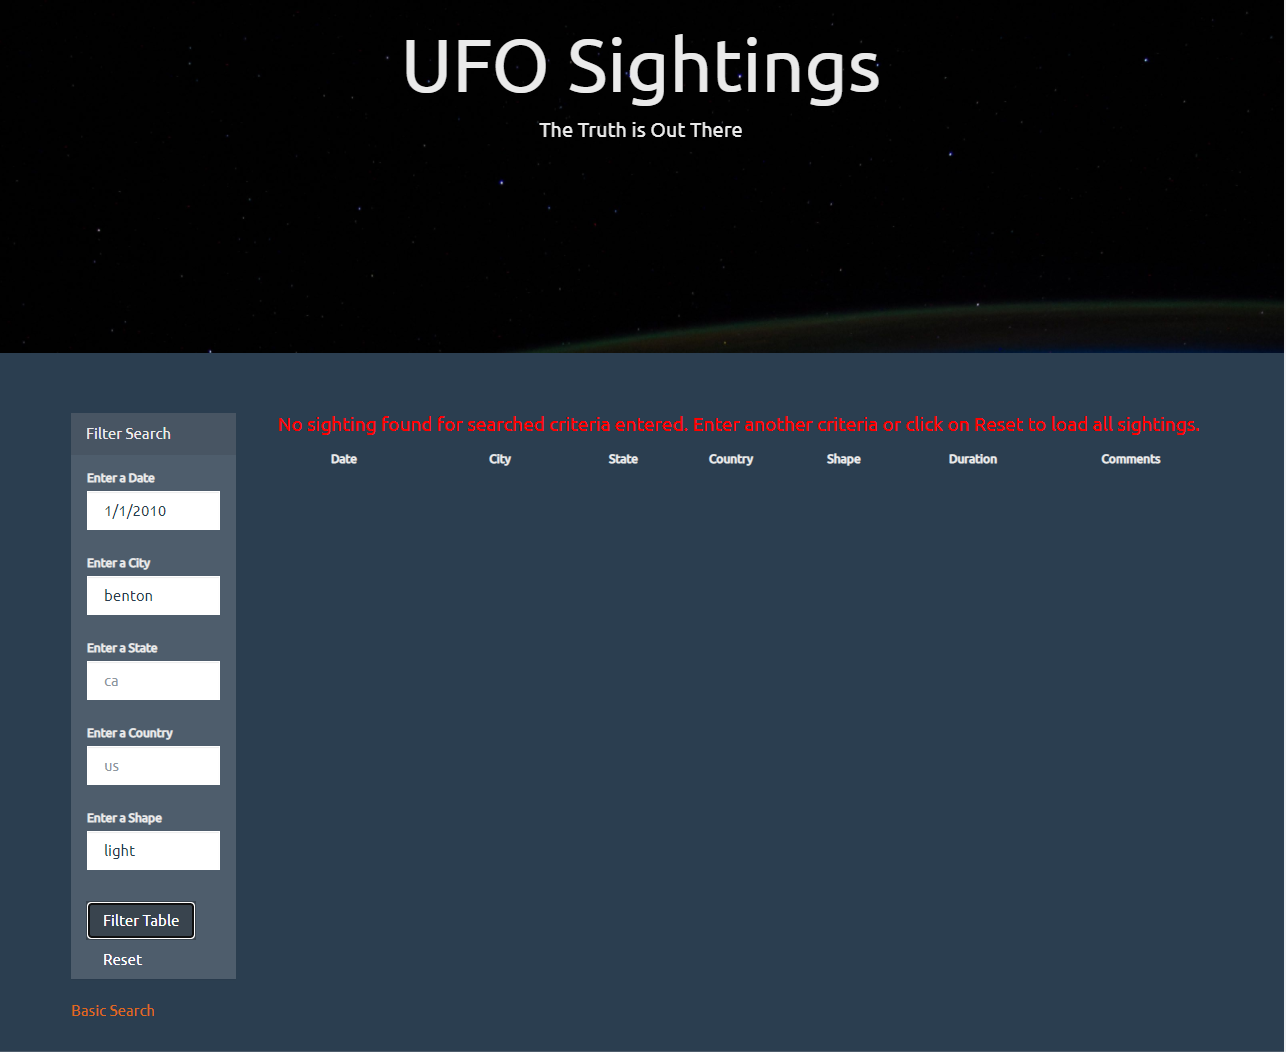 UFO Sightings
The Truth is Out There
Filter Search
Enter a Date
1/1/2010
Enter a City
benton
Enter a State
ca
Enter a Country
us
Enter a Shape
light
Filter Table
Reset
Basic Search
No sighting found for searched criteria entered. Enter another criteria or click on Reset to load all sightings.
Date City State Country Shape Duration Comments